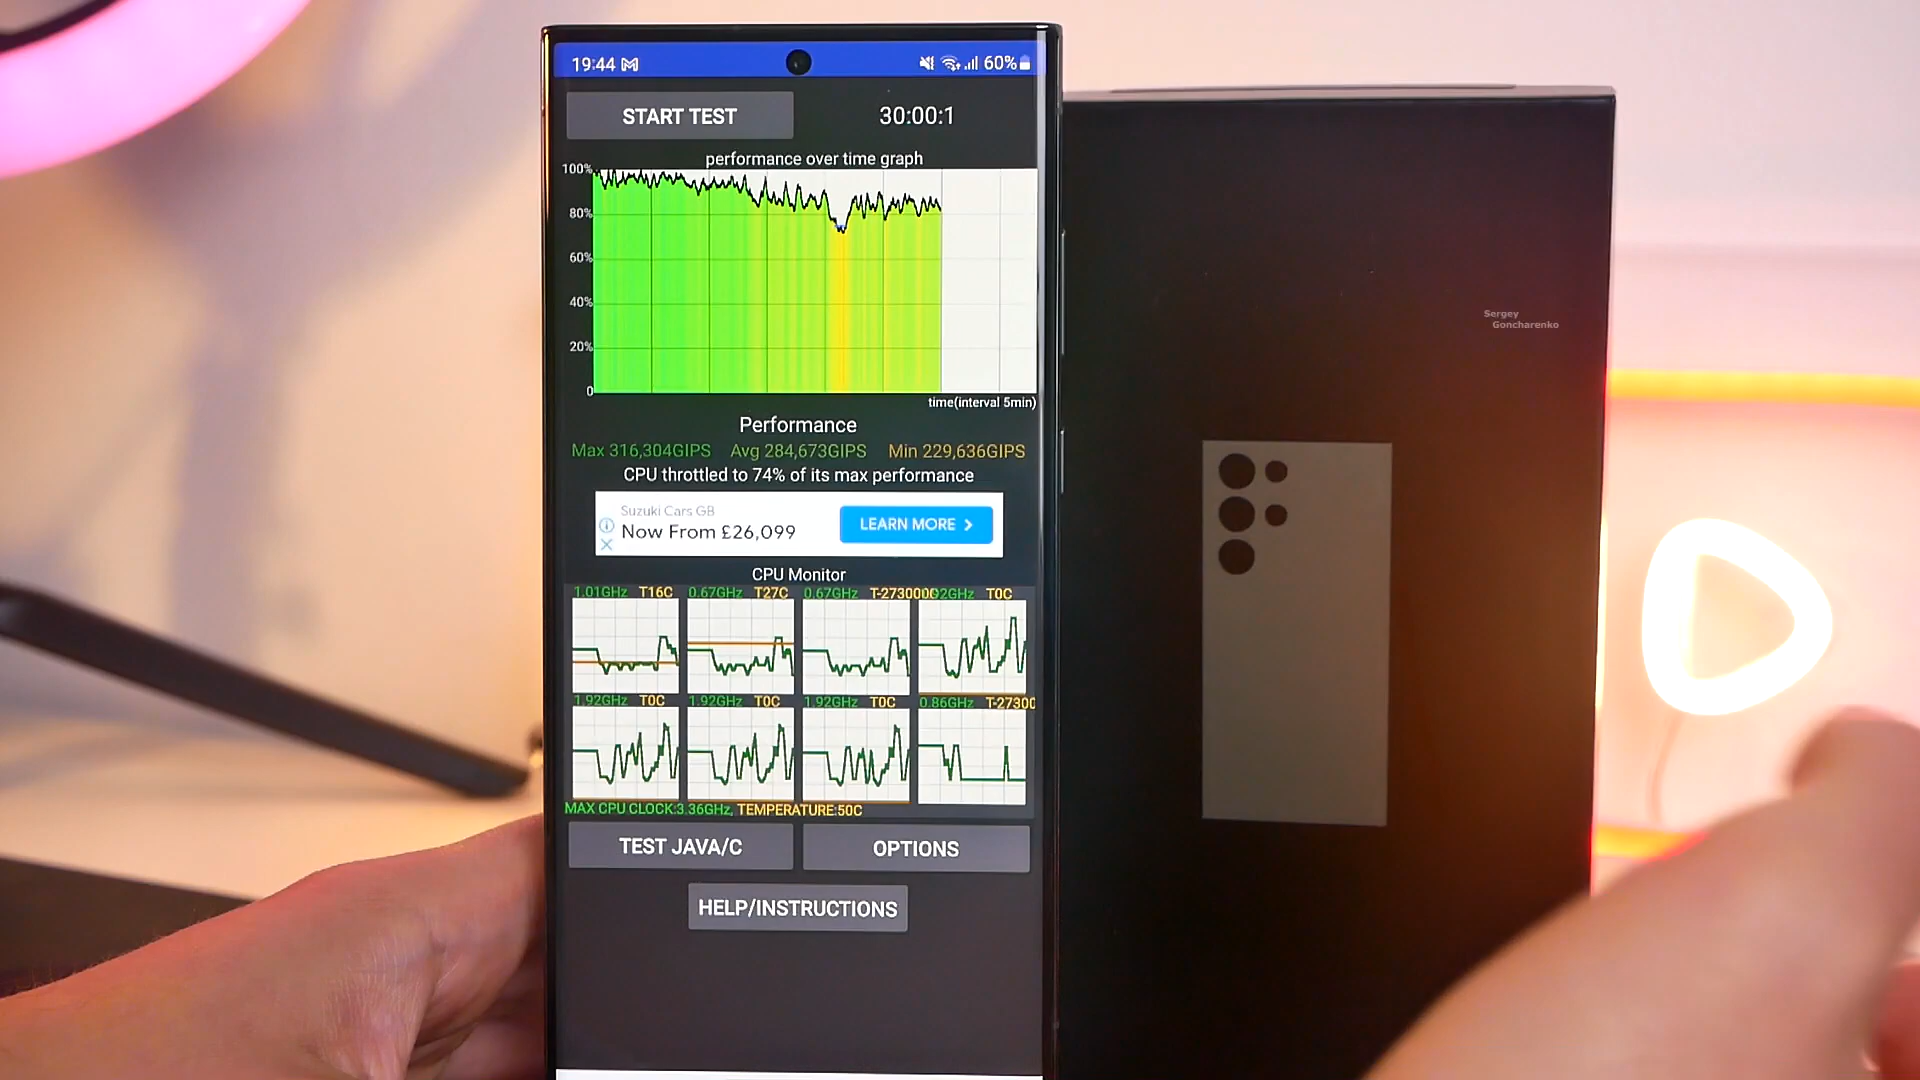 19:44 60%
START TEST 30:00:1
performance over time graph
100%
80%
60%
40%
20%
0
time(interval 5min)
Performance
Max 316,304GIPS Avg 284,673GIPS Min 229,636GIPS
CPU throttled to 74% of its max performance
Suzuki Cars GB
Now From £26,099
LEARN MORE >
CPU Monitor
1.01GHz T16C 0.67GHz T27C 0.67GHz T-273000 92GHz T0C
1.92GHz T0C 1.92GHz T0C 1.92GHz T0C 0.86GHz T-27300
MAX CPU CLOCK:3.36GHz, TEMPERATURE:50C
TEST JAVA/C OPTIONS
HELP/INSTRUCTIONS
Sergey
Goncharenko